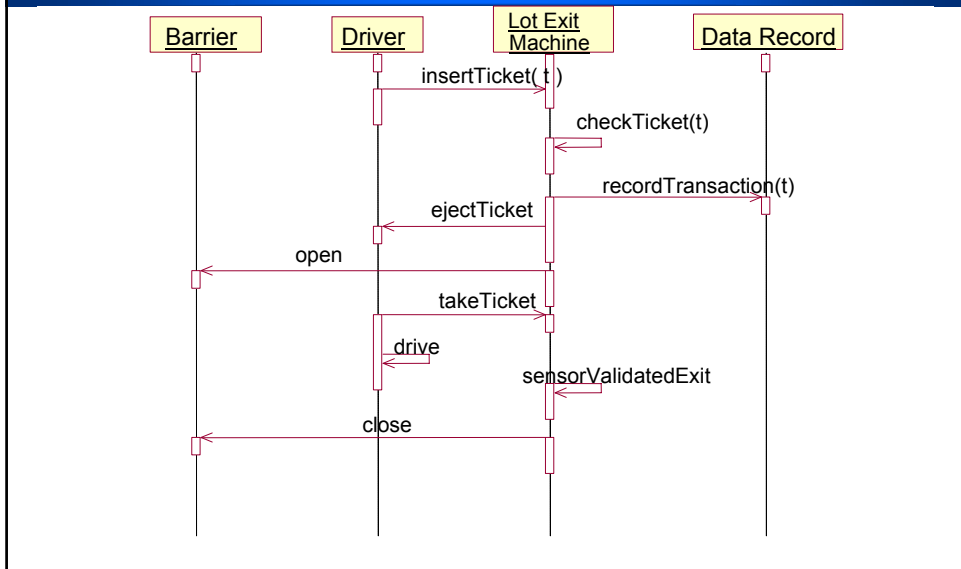 Barrier
Driver
Lot Exit
Machine
Data Record
insertTicket( t )
checkTicket(t)
recordTransaction(t)
ejectTicket
open
takeTicket
drive
sensorValidatedExit
close